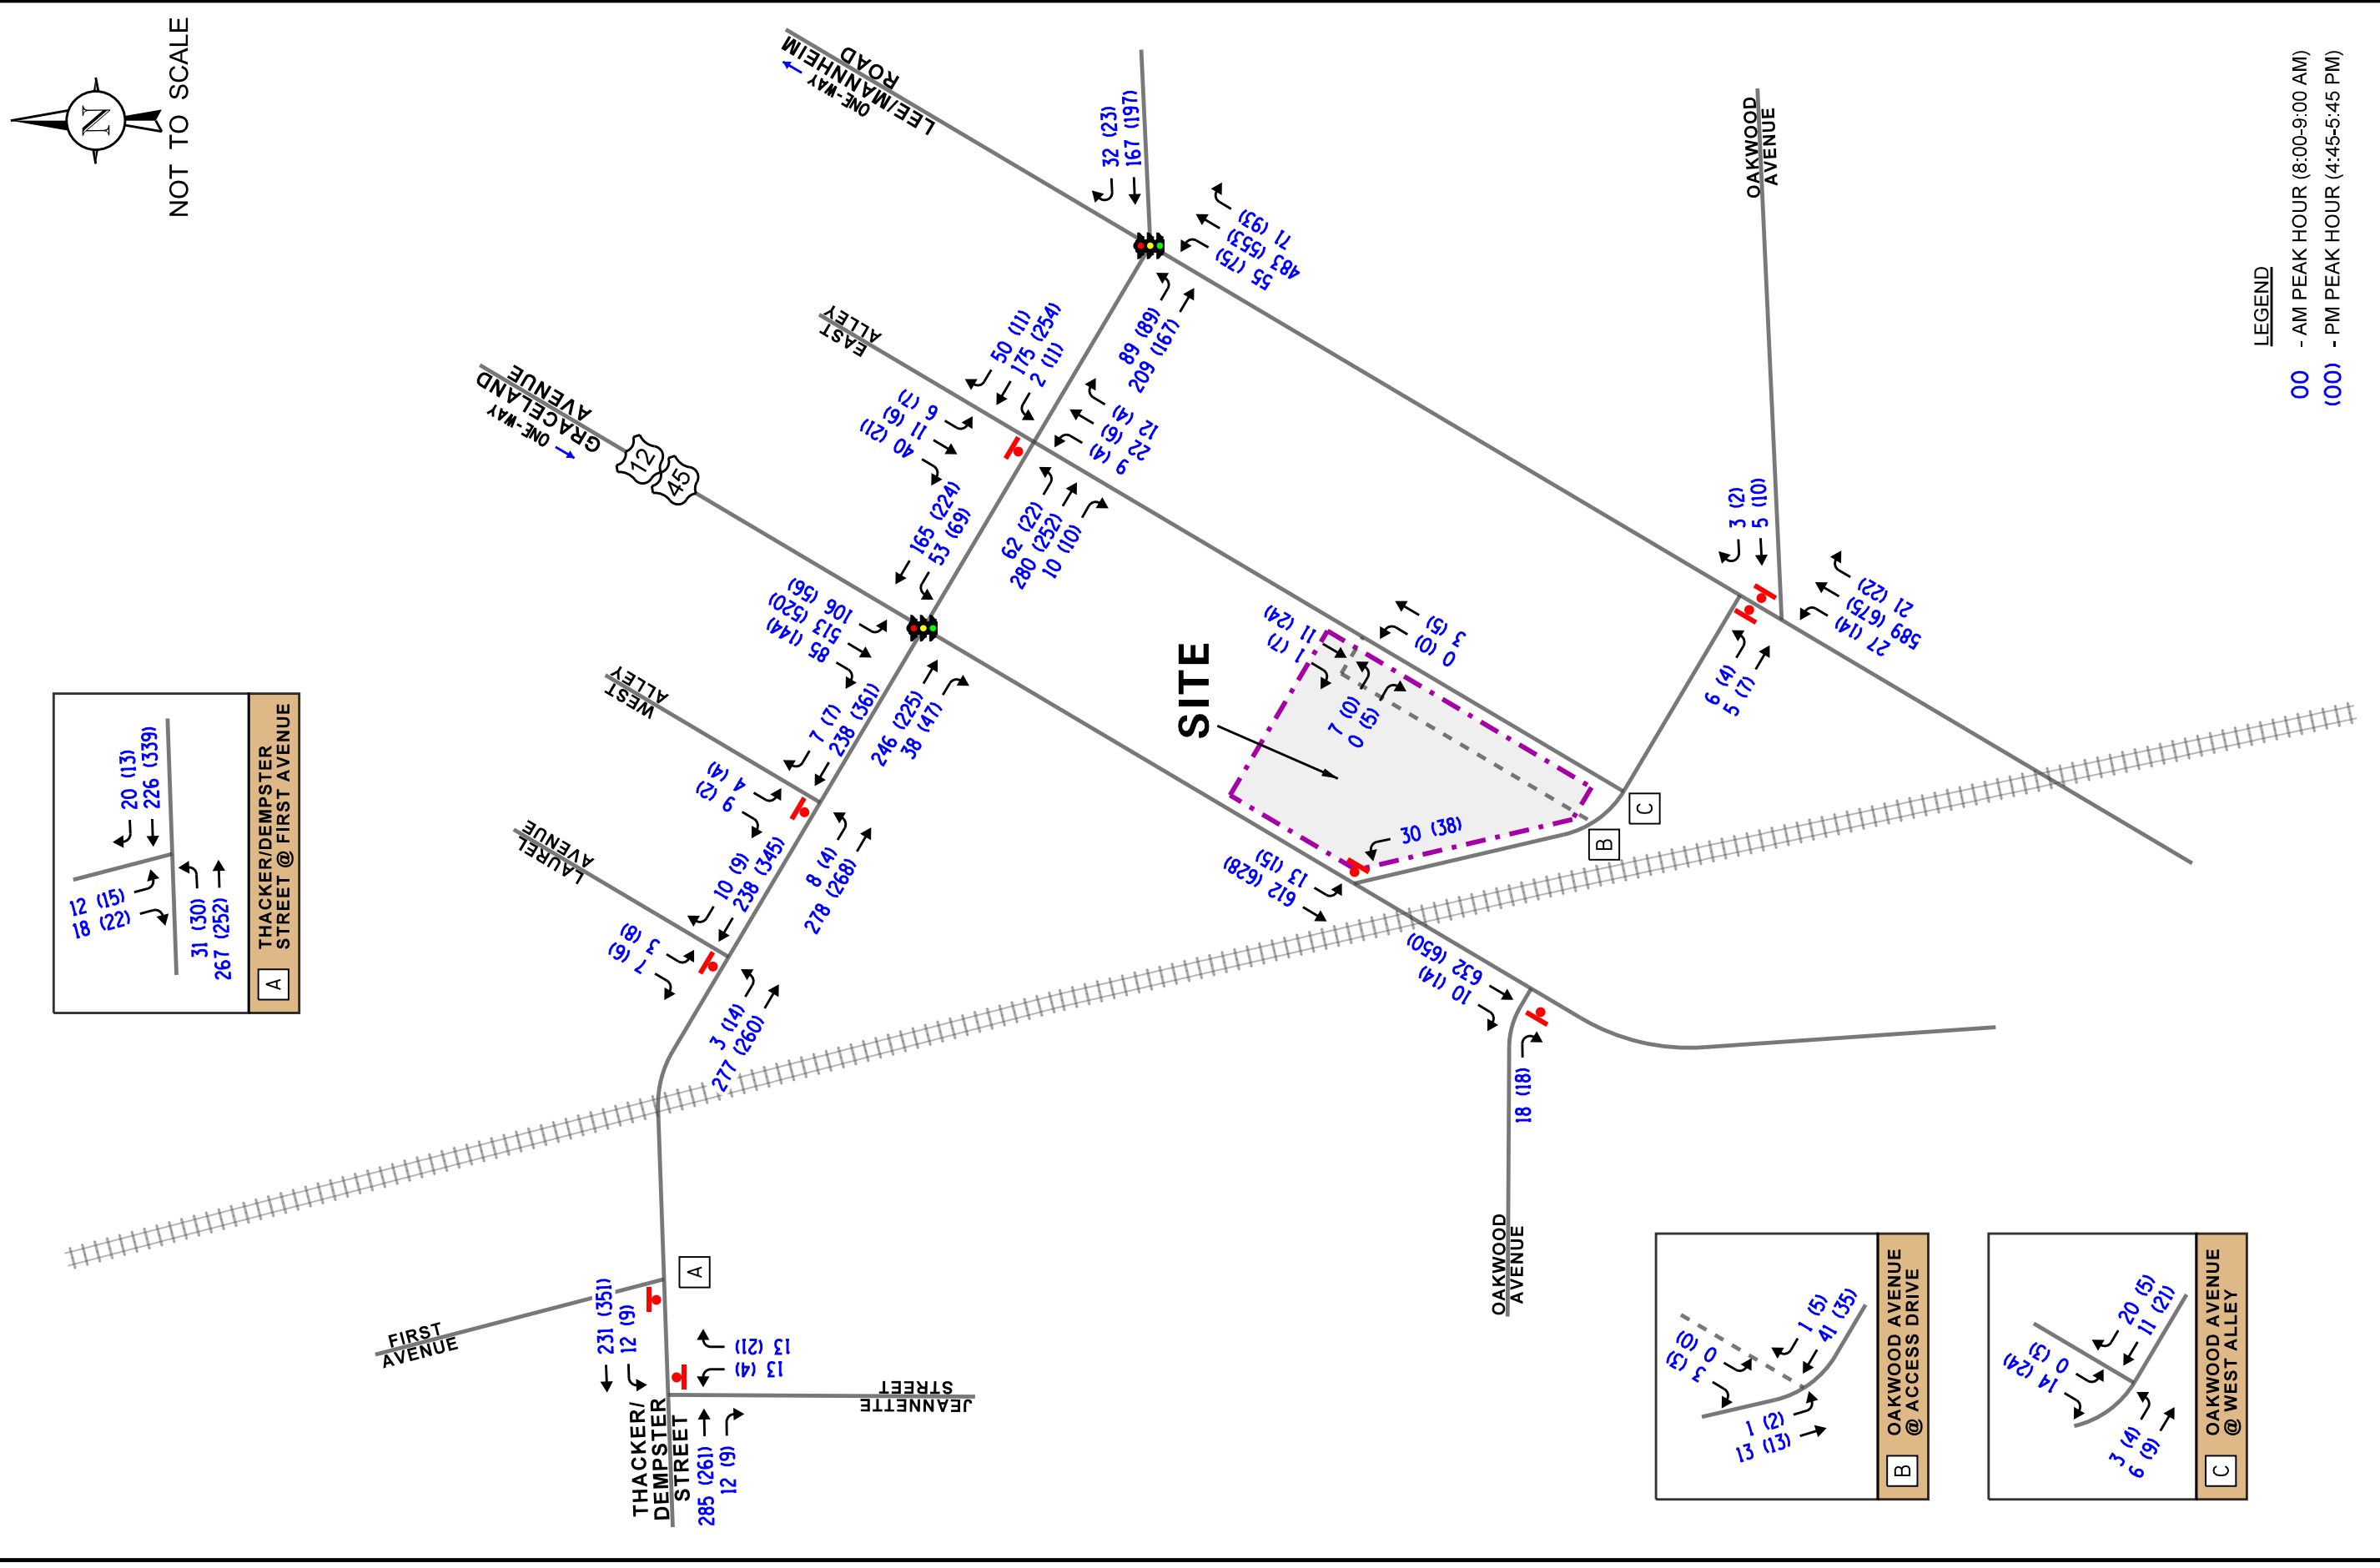 N
NOT TO SCALE
ONE-WAY
LEE/MANNHEIM
ROAD
32 (23)
167 (197)
55 (75)
483 (553)
71 (93)
89 (89)
209 (167)
EAST
ALLEY
50 (11)
175 (254)
2 (11)
6 (7)
11 (6)
40 (21)
9 (4)
22 (6)
12 (4)
62 (22)
280 (252)
10 (10)
ONE-WAY
GRACELAND
AVENUE
12
45
165 (224)
53 (69)
106 (56)
513 (520)
85 (144)
246 (225)
38 (47)
WEST
ALLEY
7 (7)
238 (361)
4 (4)
9 (2)
8 (4)
278 (268)
LAUREL
AVENUE
10 (9)
238 (345)
3 (8)
7 (6)
3 (14)
277 (260)
A
THACKER/DEMPSTER
STREET @ FIRST AVENUE
20 (13)
226 (339)
12 (15)
18 (22)
31 (30)
267 (252)
FIRST
AVENUE
A
231 (351)
12 (9)
13 (4)
13 (21)
JEANNETTE
STREET
THACKER/
DEMPSTER
STREET
285 (261)
12 (9)
SITE
11 (24)
1 (7)
0 (0)
3 (5)
7 (0)
0 (5)
30 (38)
13 (15)
612 (628)
B
C
632 (650)
10 (14)
18 (18)
OAKWOOD
AVENUE
OAKWOOD
AVENUE
3 (2)
5 (10)
27 (14)
589 (675)
21 (22)
6 (4)
5 (7)
B
OAKWOOD AVENUE
@ ACCESS DRIVE
0 (0)
3 (3)
1 (5)
41 (35)
1 (2)
13 (13)
C
OAKWOOD AVENUE
@ WEST ALLEY
0 (3)
14 (24)
20 (5)
11 (21)
3 (4)
6 (9)
LEGEND
00 - AM PEAK HOUR (8:00-9:00 AM)
(00) - PM PEAK HOUR (4:45-5:45 PM)